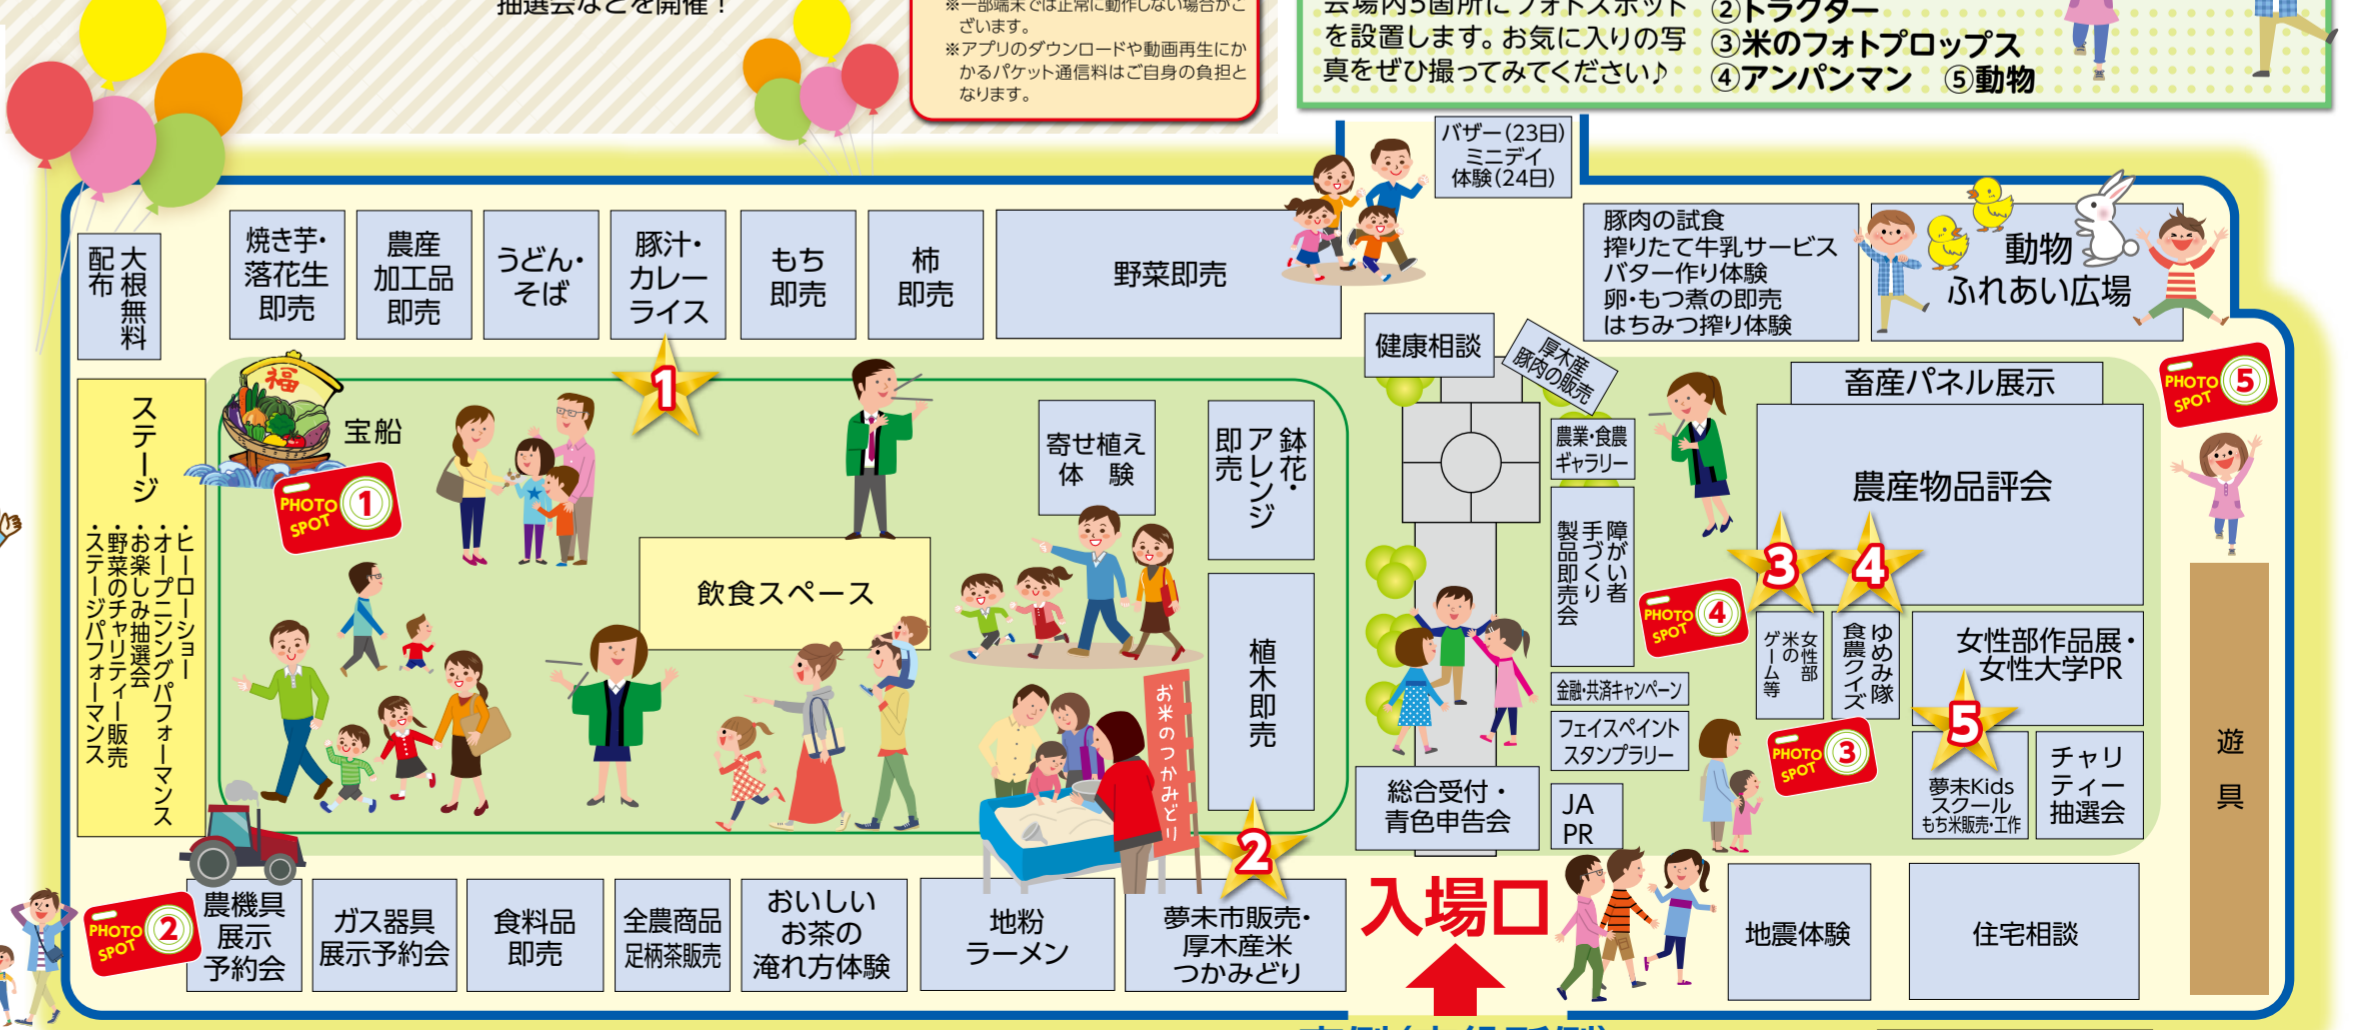 抽選会などを開催！
※一部端末では正常に動作しない場合がご
ざいます。
※アプリのダウンロードや動画再生にか
かるパケット通信料はご自身の負担と
なります。
会場内5箇所にフォトスポット
を設置します。お気に入りの写
真をぜひ撮ってみてください♪
②トラクター
③米のフォトプロップス
④アンパンマン　⑤動物
バザー（23日）
ミニデイ
体験（24日）
大根無料
配布
焼き芋・
落花生
即売
農産
加工品
即売
うどん・
そば
豚汁・
カレー
ライス
もち
即売
柿
即売
野菜即売
豚肉の試食
搾りたて牛乳サービス
バター作り体験
卵・もつ煮の即売
はちみつ搾り体験
動物
ふれあい広場
健康相談
厚木産
豚肉の販売
畜産パネル展示
PHOTO
SPOT
5
ステージ
・ヒーローショー
・オープニングパフォーマンス
・お楽しみ抽選会
・野菜のチャリティー販売
・ステージパフォーマンス
福
宝船
PHOTO
SPOT
1
1
寄せ植え
体　験
鉢花・
アレンジ
即売
農業・食農
ギャラリー
農産物品評会
飲食スペース
障がい者
手づくり
製品即売会
3
4
PHOTO
SPOT
4
女性部
米の
ゲーム等
ゆめみ隊
食農クイズ
女性部作品展・
女性大学PR
植木即売
お米のつかみどり
金融・共済キャンペーン
フェイスペイント
スタンプラリー
PHOTO
SPOT
3
5
夢未Kids
スクール
もち米販売・工作
チャリ
ティー
抽選会
遊具
総合受付・
青色申告会
JA
PR
2
PHOTO
SPOT
2
農機具
展示
予約会
ガス器具
展示予約会
食料品
即売
全農商品
足柄茶販売
おいしい
お茶の
淹れ方体験
地粉
ラーメン
夢未市販売・
厚木産米
つかみどり
入場口
地震体験
住宅相談